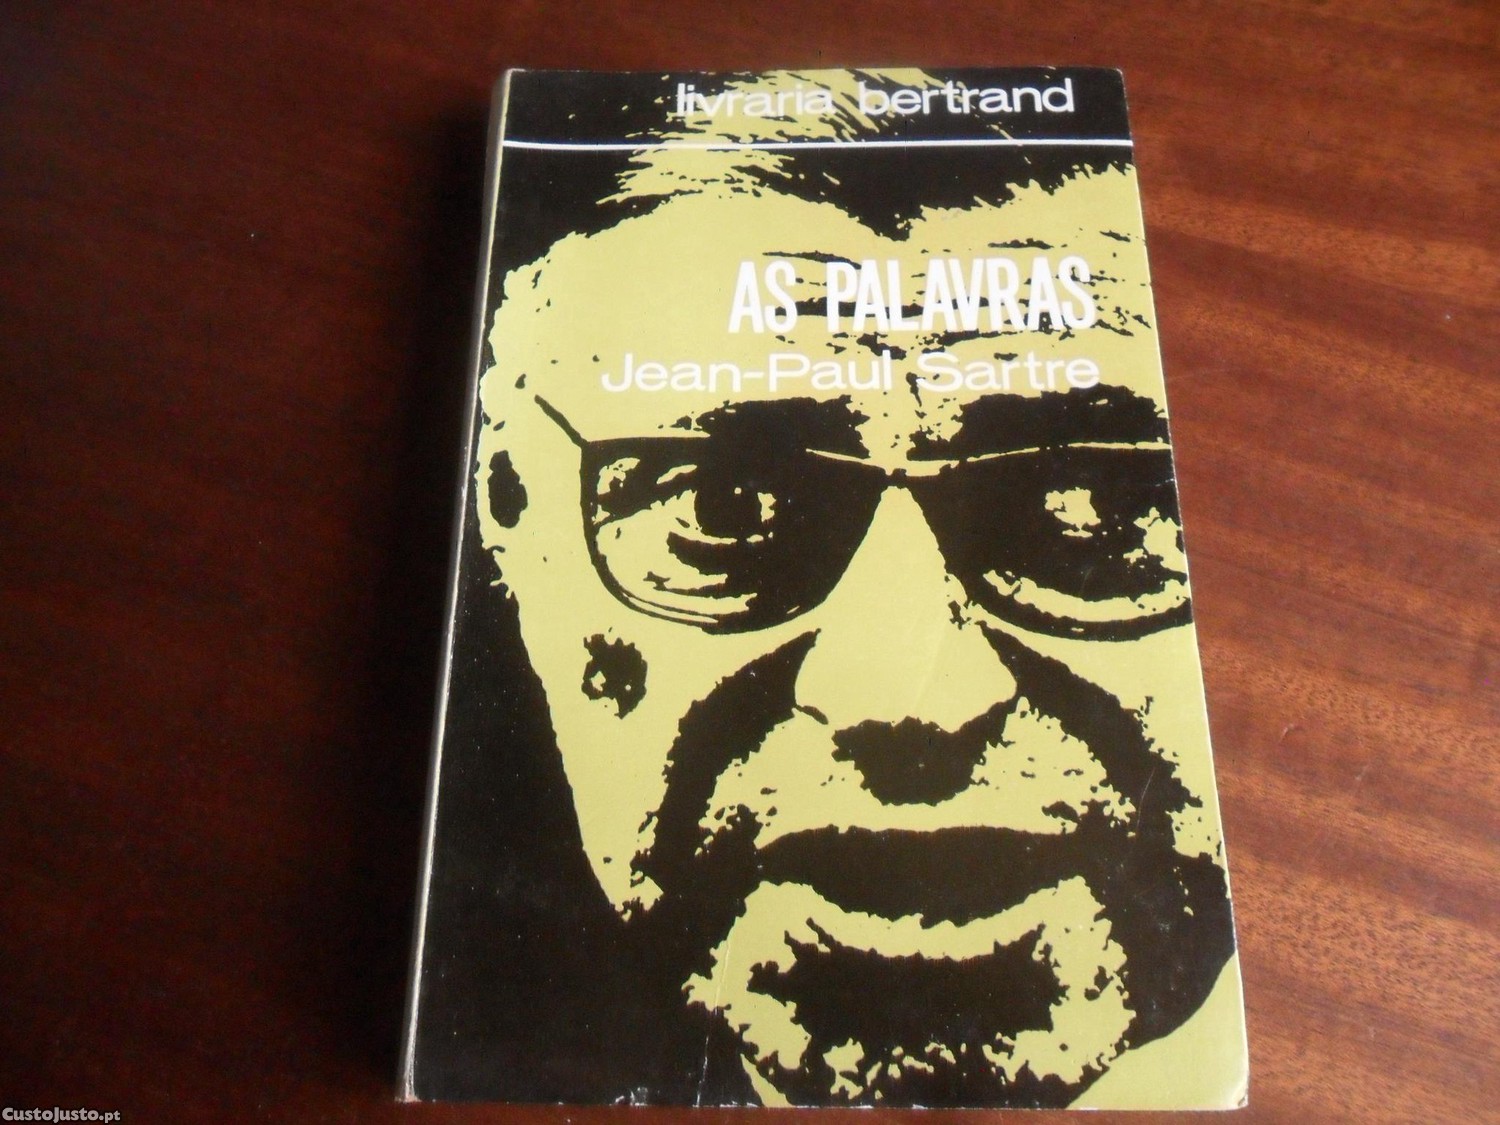 livraria bertrand
AS PALAVRAS
Jean-Paul Sartre
CustoJusto.pt